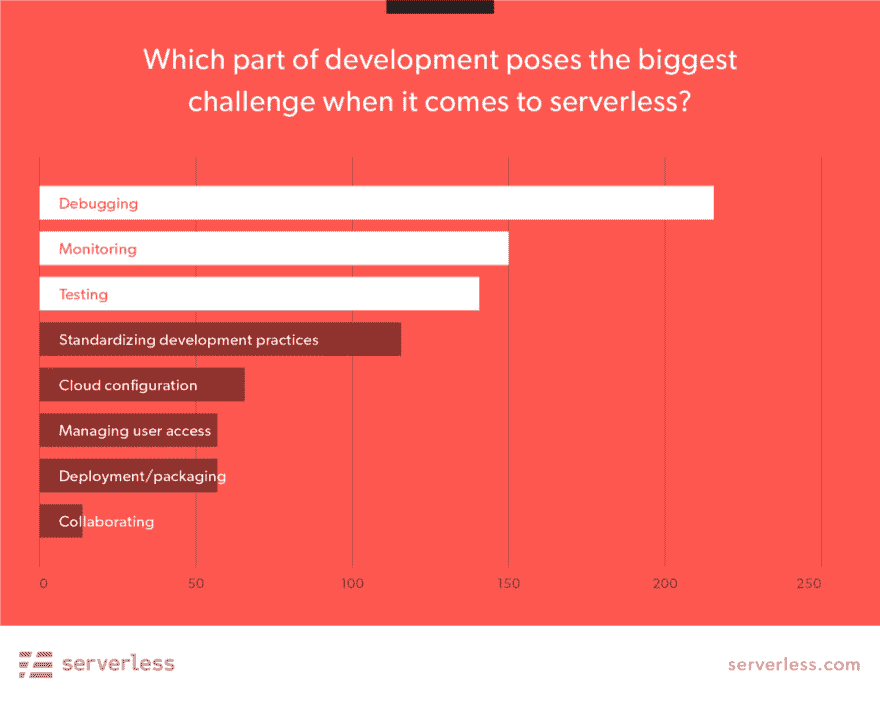 Which part of development poses the biggest
challenge when it comes to serverless?
Debugging
Monitoring
Testing
Standardizing development practices
Cloud configuration
Managing user access
Deployment/packaging
Collaborating
0 50 100 150 200 250
serverless serverless.com